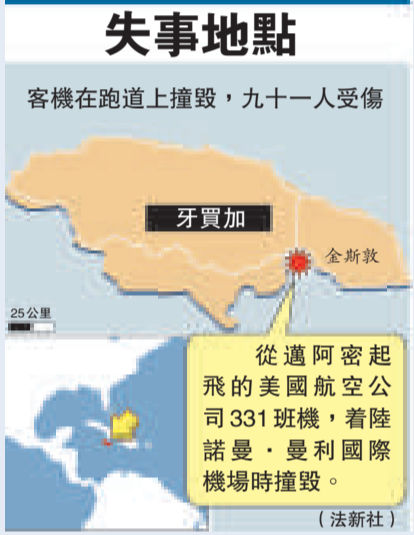 失事地點
客機在跑道上撞毀，九十一人受傷
牙買加
金斯敦
25公里
從邁阿密起
飛的美國航空公
司331班機，着陸
諾曼‧曼利國際
機場時撞毀。
（法新社）